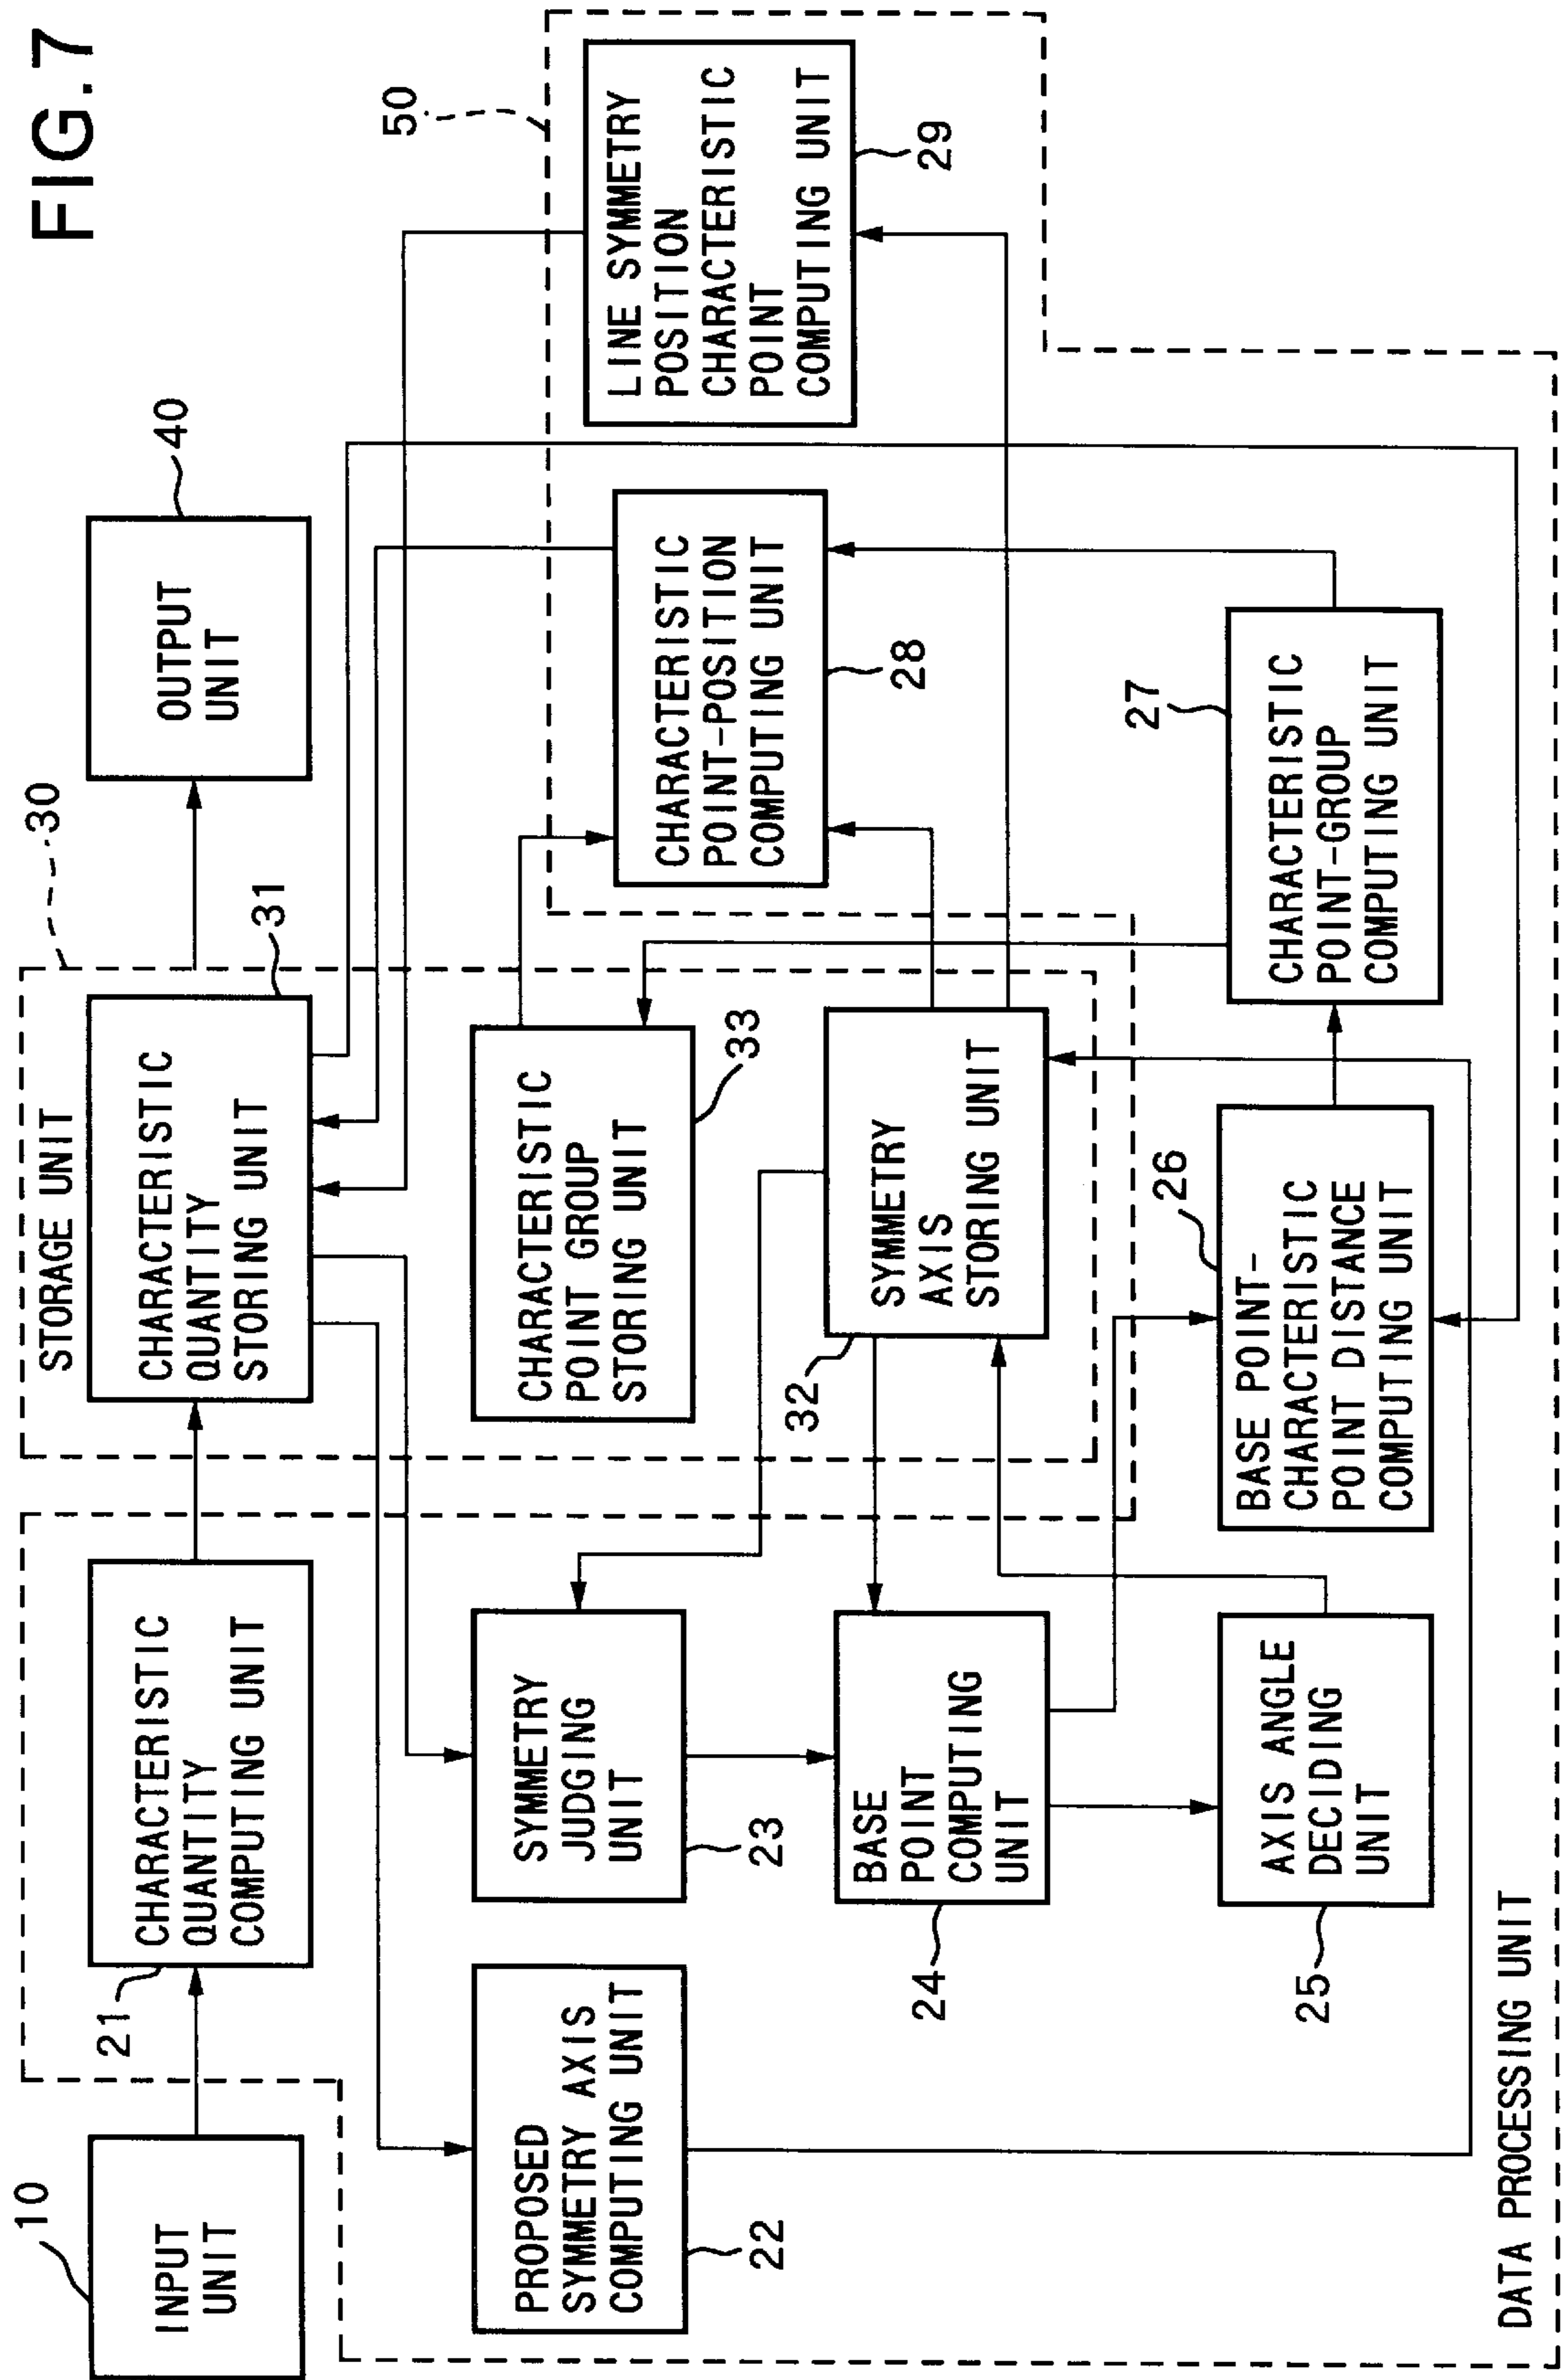 FIG.7
10
INPUT
UNIT
21
CHARACTERISTIC
QUANTITY
COMPUTING UNIT
STORAGE UNIT
30
CHARACTERISTIC
QUANTITY
STORING UNIT
31
OUTPUT
UNIT
40
50
PROPOSED
SYMMETRY AXIS
COMPUTING UNIT
22
SYMMETRY
JUDGING
UNIT
23
CHARACTERISTIC
POINT GROUP
STORING UNIT
33
CHARACTERISTIC
POINT-POSITION
COMPUTING UNIT
28
LINE SYMMETRY
POSITION
CHARACTERISTIC
POINT
COMPUTING UNIT
29
BASE
POINT
COMPUTING
UNIT
24
32
SYMMETRY
AXIS
STORING UNIT
AXIS ANGLE
DECIDING
UNIT
25
26
BASE POINT-
CHARACTERISTIC
POINT DISTANCE
COMPUTING UNIT
27
CHARACTERISTIC
POINT-GROUP
COMPUTING UNIT
DATA PROCESSING UNIT